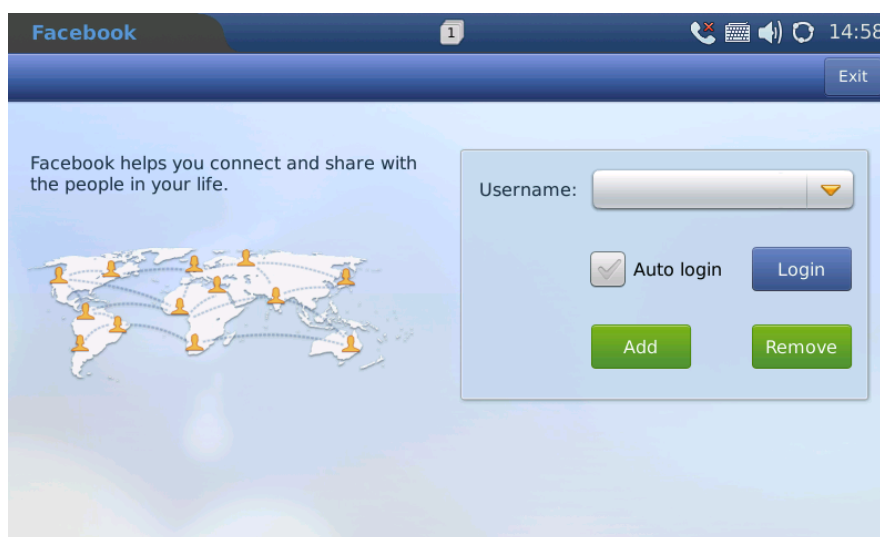 Facebook
1
14:58
Exit
Facebook helps you connect and share with
the people in your life.
Username:
Auto login
Login
Add
Remove